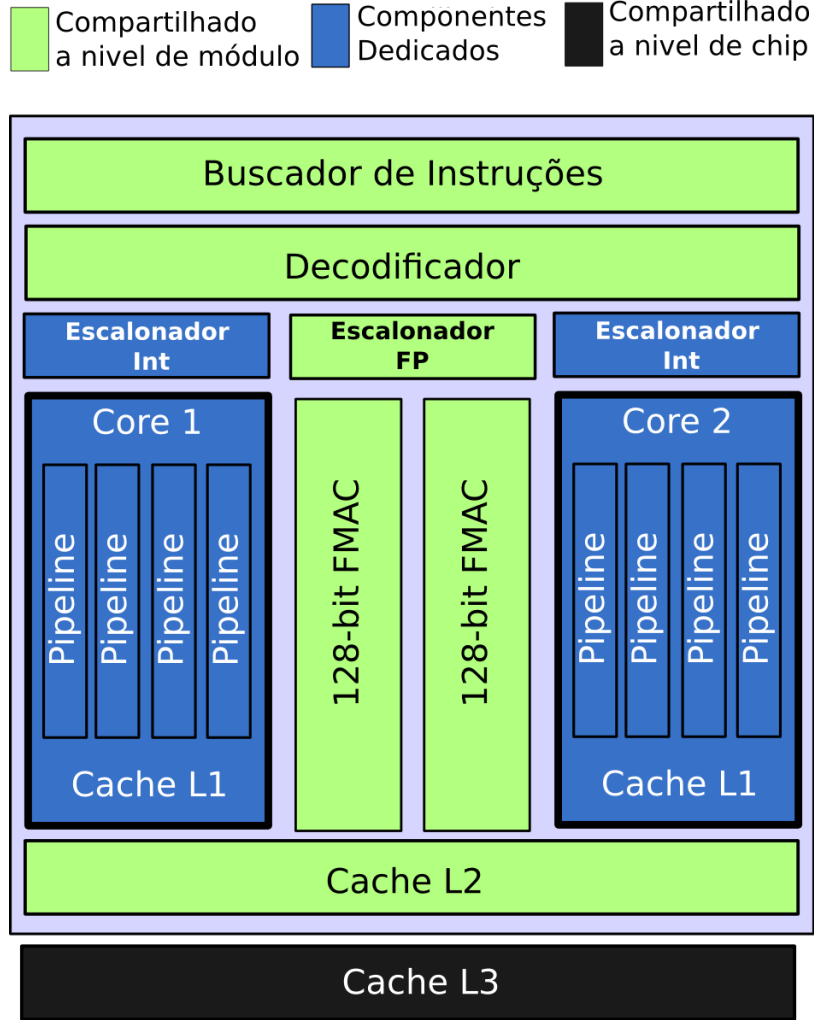 Compartilhado
a nivel de módulo
Componentes
Dedicados
Compartilhado
a nivel de chip
Buscador de Instruções
Decodificador
Escalonador
Int
Escalonador
FP
Escalonador
Int
Core 1
Pipeline
Pipeline
Pipeline
Pipeline
Cache L1
128-bit FMAC
128-bit FMAC
Core 2
Pipeline
Pipeline
Pipeline
Pipeline
Cache L1
Cache L2
Cache L3